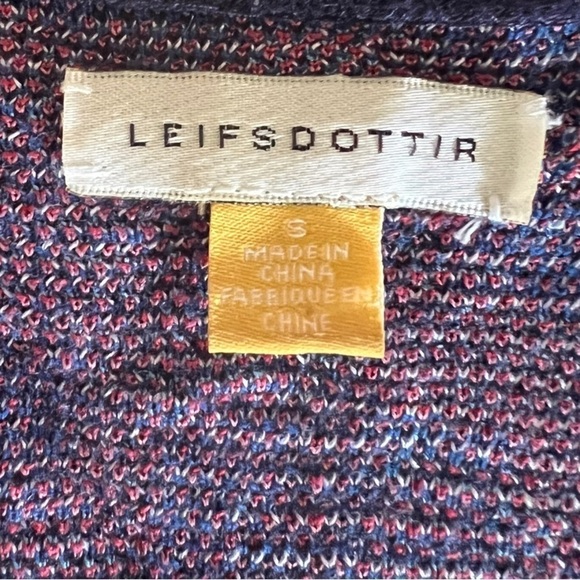 LEIFSDOTTIR
S
MADE IN
CHINA
FABRIQUE EN
CHINE